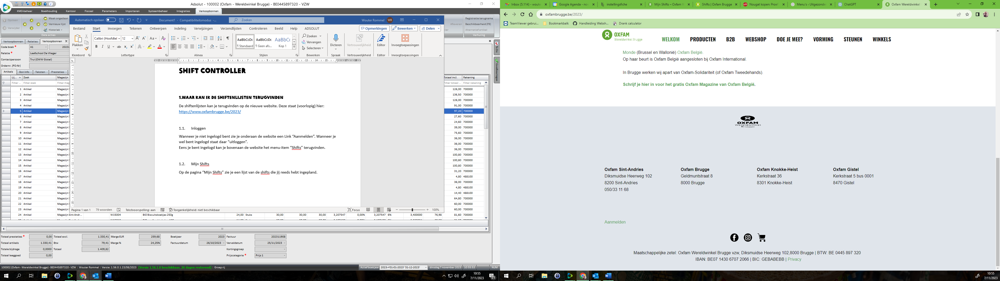 Adsolut - 100002 (Oxfam - Wereldwinkel Brugge) - BE0445897320 - VZW
KMO-beheer Boekhouding Kantoor Fiscaal Parameters Importeren Systeembeheer Integraties Verkoopbonnen
Opslaan Maak ongedaan
Verwijder Vernieuw lijst
Historiek
Data acties
Registratie terugname
Afleveren Beschikbaarheid (F9)
Alternatief artikel
Verhuring
Verkoopbonnen Relaties Verkoopbonnen
Code boek * A1
Relatie * Leefschool De Vlieger
Contactpersoon Trui (OWW Gistel)
Ordernr. (PO-Nr)
Artikels Bon Info Teksten Prestaties
Lij... Zoek Magazijn
Filter ... Filter zoek
1 Artikel
2 Artikel
3 Artikel
4 Artikel
5 Artikel
6 Artikel
7 Artikel
8 Artikel
9 Artikel
10 Artikel
11 Artikel
12 Artikel
13 Artikel
14 Artikel
15 Artikel
16 Artikel
17 Artikel
18 Artikel
19 Artikel
20 Artikel
21 Artikel
22 Artikel
23 Artikel
24 Artikel Magazijn Sint-Andr... W15004 BIO Biscuitskoekjes 250g 24,00 Stuks 30,00 30,00 30,00 3,207547 0,00% 3,207547 6% 3,400000 76,98 81,60 700000
Automatisch opslaan Document1 - Compatibiliteitsmodus -... Zoeken Wouter Rommel WR
Bestand Start Invoegen Tekenen Ontwerpen Indeling Verwijzingen Verzendlijsten Controleren Beeld Help ADSOLUT Opmerkingen Bewerken Delen
Plakken Calibri (Hoofdtel 12
AaBbCcDc AaBbCcDc AaBbCc
¶ Standaard ¶ Geen afs... Kop 1
Zoeken
Vervangen
Selecteren
Dicteren Vertrouwelijkheid Editor Invoegtoepassingen
Klembord Lettertype Alinea Stijlen Bewerken Spraak Vertrouwelijkheid Editor Invoegtoepassingen
SHIFT CONTROLLER
1.WAAR KAN IK DE SHIFTENLIJSTEN TERUGVINDEN
De shiftenlijsten kan je terugvinden op de nieuwe website. Deze staat (voorlopig) hier:
https://www.oxfambrugge.be/2023/
1.1. Inloggen
Wanneer je niet ingelogd bent zie je onderaan de website een Link “Aanmelden”. Wanneer je
wel bent ingelogd staat daar “uitloggen”.
Eens je bent ingelogd kan je bovenaan de website het menu-item “Shifts” terugvinden.
1.2. Mijn Shifts
Op de pagina “Mijn Shifts” zie je een lijst van de shifts die jij reeds hebt ingepland.
Pagina 1 van 1 79 woorden Tekstvoorspelling: aan Toegankelijkheid: niet beschikbaar Focus 100%
Totaal incl. Rekening
Filter totaal ... Filter rekening
126,00 700000
136,50 700000
126,00 700000
91,00 700000
97,20 700000
27,60 700000
24,60 700000
39,00 700000
75,60 700000
36,00 700000
36,00 700000
36,00 700000
100,80 700000
100,80 700000
100,80 700000
31,20 700000
4,80 488100
36,00 700000
4,80 488100
14,40 488100
64,80 700000
60,00 700000
60,00 700000
To Do
Goedkeuringen
Totaal prestaties * 0,00 Totaal excl. 1.330,41 Marge EUR 259,68 Boekjaar 2023 Factuur 202311908
Totaal artikels 1.330,41 Btw 79,41 Marge % 24,25% Factuurdatum 26/10/2023 Vervaldatum 25/11/2023
Totale bijdrage 0,0000 Totaal 1.409,82 Kortingsgroep
Totaal leeggoed 0,00 Prijscategorie * Prijs 1
100002 (Oxfam - Wereldwinkel Brugge) - BE0445897320 - VZW Wouter Rommel Versie: 1.56.0.1.23/08/2023 (Versie 1.56.1.0 beschikbaar, 26 dagen resterend) Groep rij Actief boekjaar 2023->'01-01-2023' '31-12-2023' dinsdag 7 november 2023 10:55:53 NUM
10:55
7/11/2023
25
Inbox (5.114) - woute Google Agenda - nov instellingsfiche Mijn Shifts – Oxfam W Shifts | Oxfam Brugge Nougat kopen: Proef Menu's ‹ Uitgezonde ChatGPT Oxfam Wereldwinkel
oxfambrugge.be/2023/
TeamViewer gebrui... Bookmarkbalk Handleiding Websh... Drank calculator
OXFAM
Wereldwinkel Brugge
WELKOM PRODUCTEN B2B WEBSHOP DOE JE MEE? VORMING STEUNEN WINKELS
Monde (Brussel en Wallonië) Oxfam België.
Op haar beurt is Oxfam België aangesloten bij Oxfam International.
In Brugge werken wij apart van Oxfam-Solidariteit (of Oxfam Tweedehands).
Schrijf je hier in voor het gratis Oxfam Magazine van Oxfam België.
OXFAM
Wereldwinkel
Brugge
Oxfam Sint-Andries
Diksmuidse Heerweg 102
8200 Sint-Andries
050/33 11 68
Oxfam Brugge
Geldmuntstraat 8
8000 Brugge
Oxfam Knokke-Heist
Kerkstraat 36
8301 Knokke-Heist
Oxfam Gistel
Kerkstraat 5 bus 0001
8470 Gistel
Aanmelden
Maatschappelijke zetel: Oxfam Wereldwinkel Brugge vzw, Diksmuidse Heerweg 102,8000 Brugge | BTW: BE 0445 897 320
IBAN: BE07 1430 6707 2066 | BIC: GEBABEBB | Privacy
10:55
7/11/2023